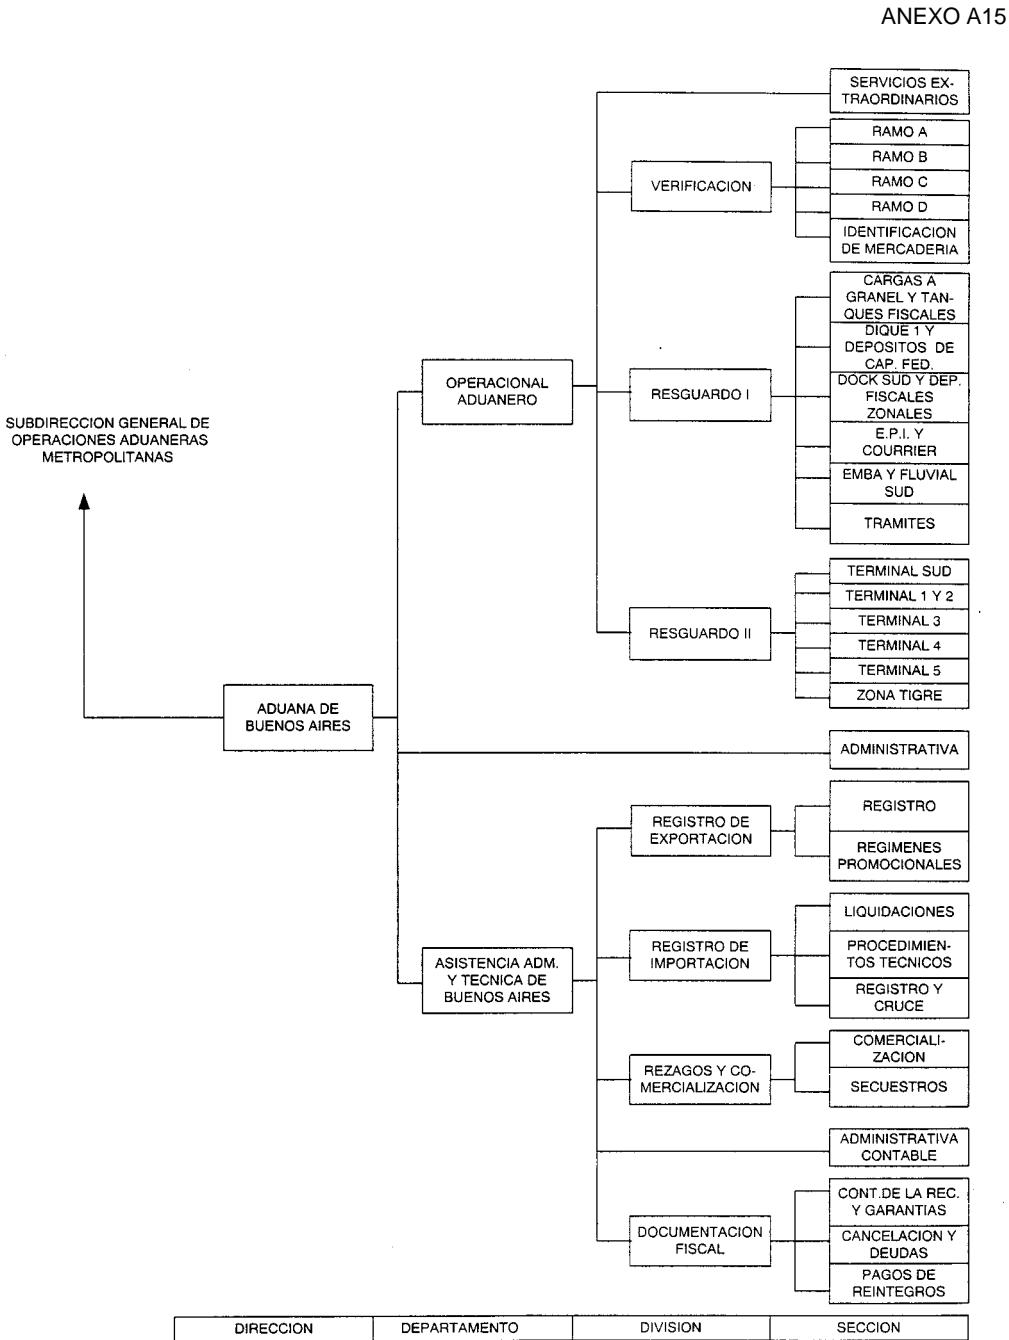 ANEXO A15
SERVICIOS EX-
TRAORDINARIOS
RAMO A
RAMO B
VERIFICACION
RAMO C
RAMO D
IDENTIFICACION
DE MERCADERIA
CARGAS A
GRANEL Y TAN-
QUES FISCALES
DIQUE 1 Y
DEPOSITOS DE
CAP. FED.
OPERACIONAL
ADUANERO
RESGUARDO I
DOCK SUD Y DEP.
FISCALES
ZONALES
SUBDIRECCION GENERAL DE
OPERACIONES ADUANERAS
METROPOLITANAS
E.P.I. Y
COURRIER
EMBA Y FLUVIAL
SUD
TRAMITES
TERMINAL SUD
TERMINAL 1 Y 2
TERMINAL 3
RESGUARDO II
TERMINAL 4
TERMINAL 5
ZONA TIGRE
ADUANA DE
BUENOS AIRES
ADMINISTRATIVA
REGISTRO DE
EXPORTACION
REGISTRO
REGIMENES
PROMOCIONALES
LIQUIDACIONES
ASISTENCIA ADM.
Y TECNICA DE
BUENOS AIRES
REGISTRO DE
IMPORTACION
PROCEDIMIEN-
TOS TECNICOS
REGISTRO Y
CRUCE
COMERCIALI-
ZACION
REZAGOS Y CO-
MERCIALIZACION
SECUESTROS
ADMINISTRATIVA
CONTABLE
CONT.DE LA REC.
Y GARANTIAS
DOCUMENTACION
FISCAL
CANCELACION Y
DEUDAS
PAGOS DE
REINTEGROS
DIRECCION DEPARTAMENTO DIVISION SECCION